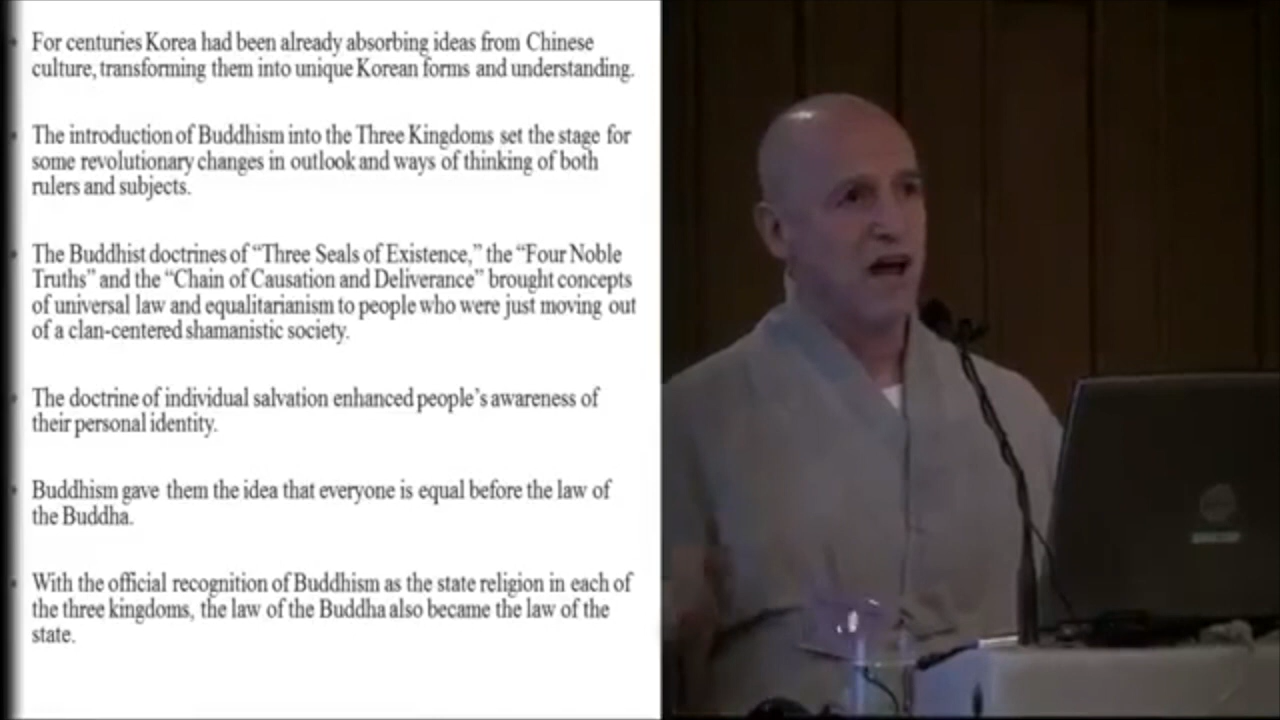 For centuries Korea had been already absorbing ideas from Chinese
culture, transforming them into unique Korean forms and understanding.
The introduction of Buddhism into the Three Kingdoms set the stage for
some revolutionary changes in outlook and ways of thinking of both
rulers and subjects.
The Buddhist doctrines of “Three Seals of Existence,” the “Four Noble
Truths” and the “Chain of Causation and Deliverance” brought concepts
of universal law and equalitarianism to people who were just moving out
of a clan-centered shamanistic society.
The doctrine of individual salvation enhanced people’s awareness of
their personal identity.
Buddhism gave them the idea that everyone is equal before the law of
the Buddha.
With the official recognition of Buddhism as the state religion in each of
the three kingdoms, the law of the Buddha also became the law of the
state.